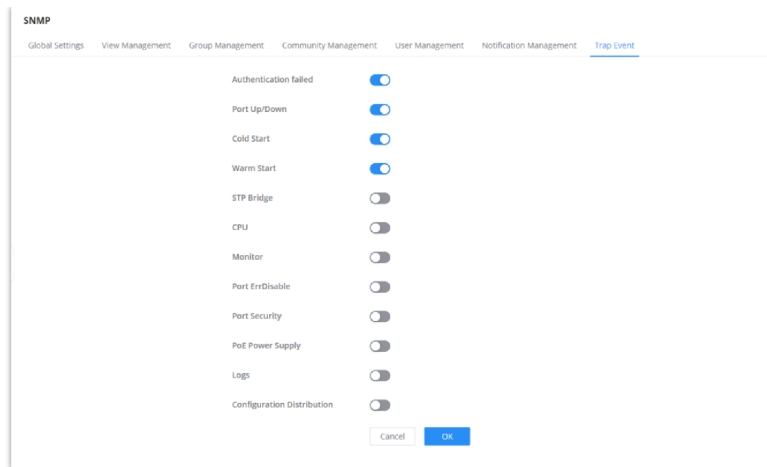 SNMP
Global Settings View Management Group Management Community Management User Management Notification Management Trap Event
Authentication failed
Port Up/Down
Cold Start
Warm Start
STP Bridge
CPU
Monitor
Port ErrDisable
Port Security
PoE Power Supply
Logs
Configuration Distribution
Cancel OK